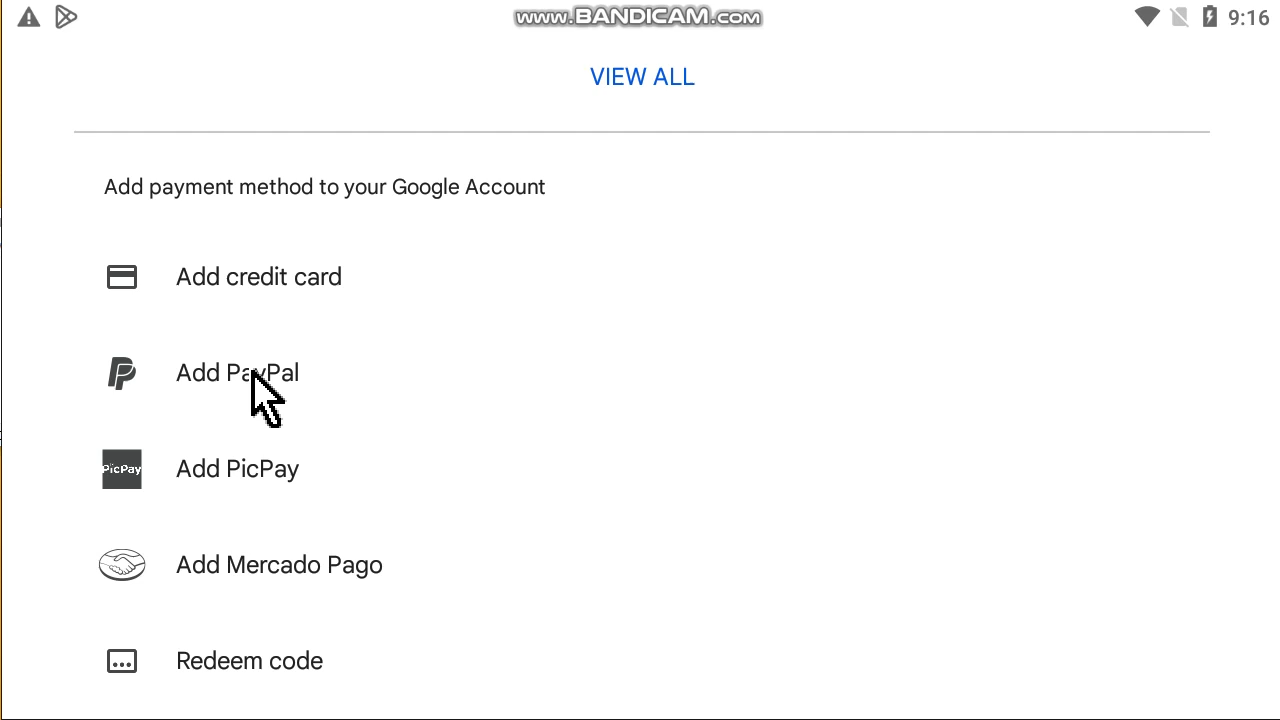 www.BANDICAM.com
9:16
VIEW ALL
Add payment method to your Google Account
Add credit card
Add PayPal
PicPay
Add PicPay
Add Mercado Pago
Redeem code